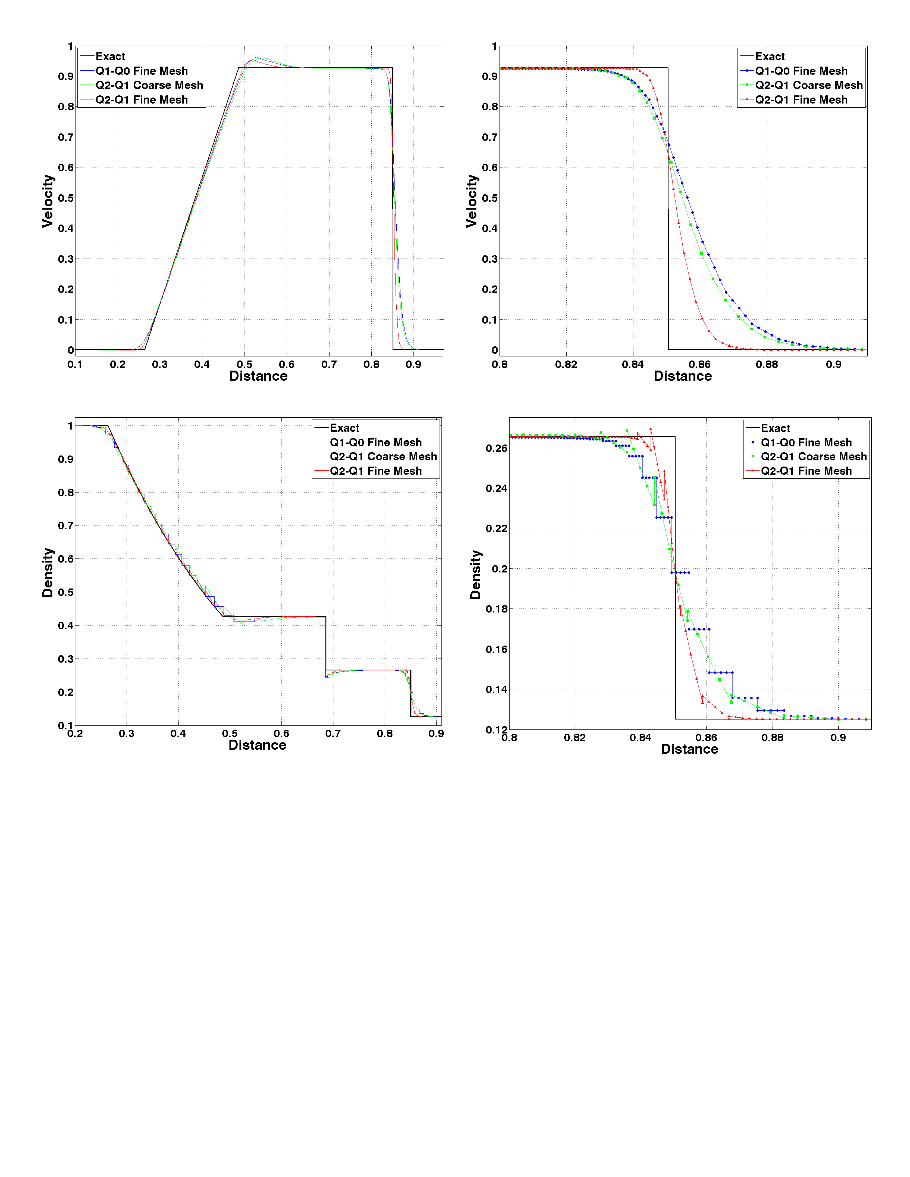 1
0.9
0.8
0.7
0.6
0.5
0.4
0.3
0.2
0.1
0
Velocity
Exact
Q1-Q0 Fine Mesh
Q2-Q1 Coarse Mesh
Q2-Q1 Fine Mesh
0.1 0.2 0.3 0.4 0.5 0.6 0.7 0.8 0.9
Distance
1
0.9
0.8
0.7
0.6
0.5
0.4
0.3
0.2
0.1
0
Velocity
Exact
Q1-Q0 Fine Mesh
Q2-Q1 Coarse Mesh
Q2-Q1 Fine Mesh
0.8 0.82 0.84 0.86 0.88 0.9
Distance
1
0.9
0.8
0.7
0.6
0.5
0.4
0.3
0.2
0.1
Density
Exact
Q1-Q0 Fine Mesh
Q2-Q1 Coarse Mesh
Q2-Q1 Fine Mesh
0.2 0.3 0.4 0.5 0.6 0.7 0.8 0.9
Distance
0.26
0.24
0.22
0.2
0.18
0.16
0.14
0.12
Density
Exact
Q1-Q0 Fine Mesh
Q2-Q1 Coarse Mesh
Q2-Q1 Fine Mesh
0.8 0.82 0.84 0.86 0.88 0.9
Distance